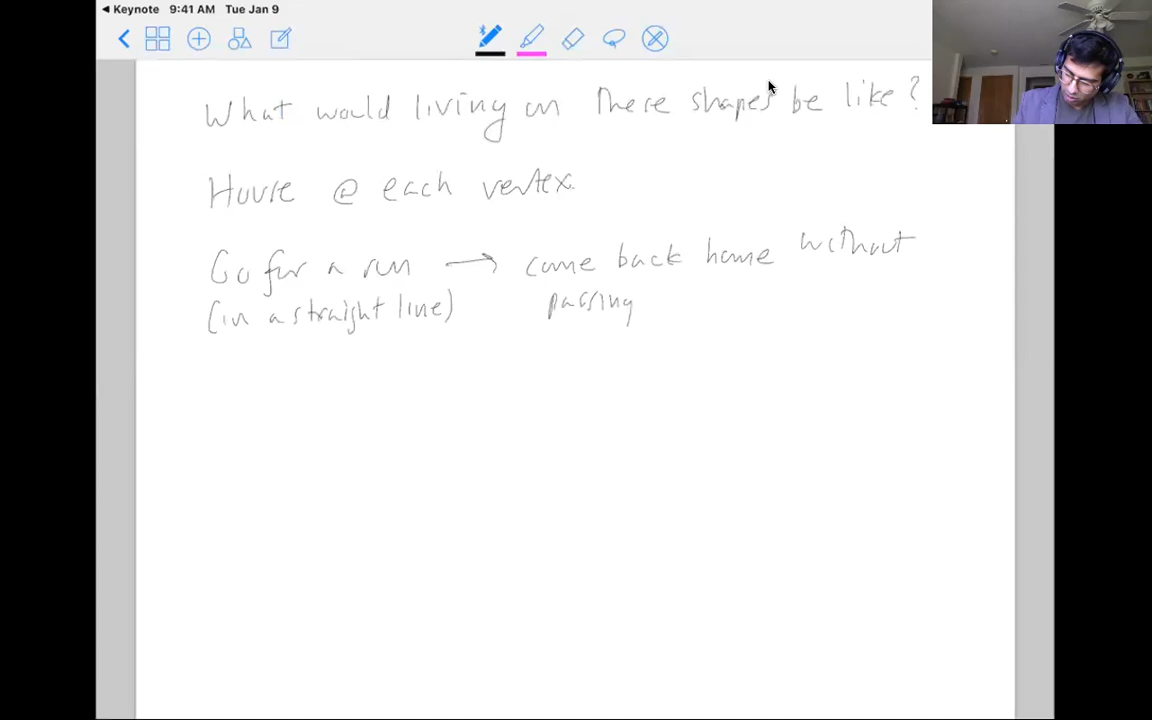 Keynote 9:41 AM Tue Jan 9
What would living on these shapes be like?
House @ each vertex.
Go for a run → come back home without
(in a straight line) passing